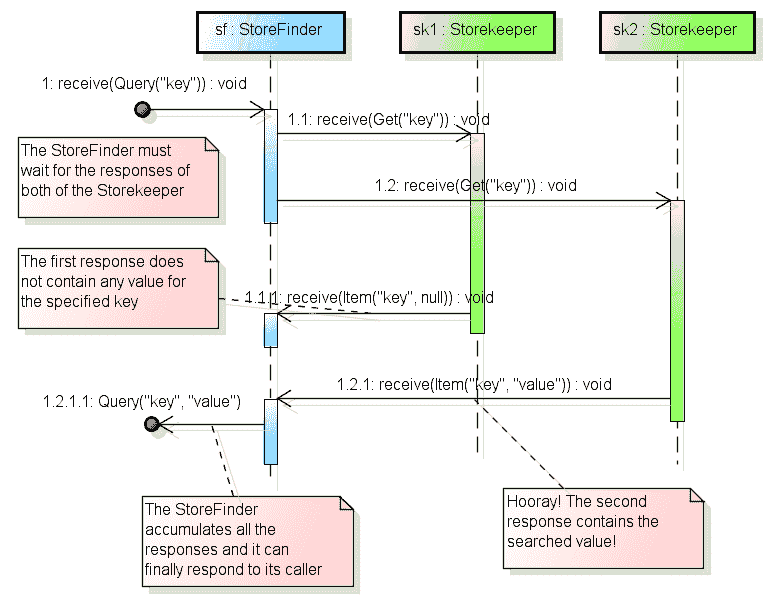 sf : StoreFinder
sk1 : Storekeeper
sk2 : Storekeeper
1: receive(Query("key")) : void
1.1: receive(Get("key")) : void
The StoreFinder must
wait for the responses of
both of the Storekeeper
1.2: receive(Get("key")) : void
The first response does
not contain any value for
the specified key
1.1.1: receive(Item("key", null)) : void
1.2.1: receive(Item("key", "value")) : void
1.2.1.1: Query("key", "value")
The StoreFinder
accumulates all the
responses and it can
finally respond to its caller
Hooray! The second
response contains the
searched value!